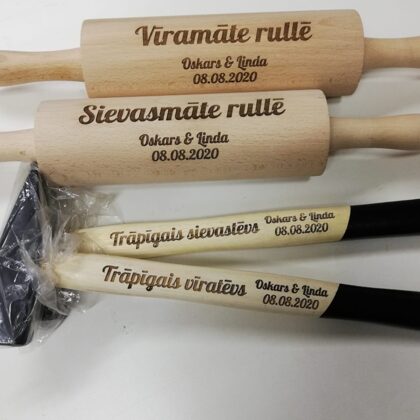 Vīramāte rullē
Oskars & Linda
08.08.2020
Sievasmāte rullē
Oskars & Linda
08.08.2020
Trāpīgais sievastēvs
Oskars & Linda
08.08.2020
Trāpīgais vīratēvs
Oskars & Linda
08.08.2020